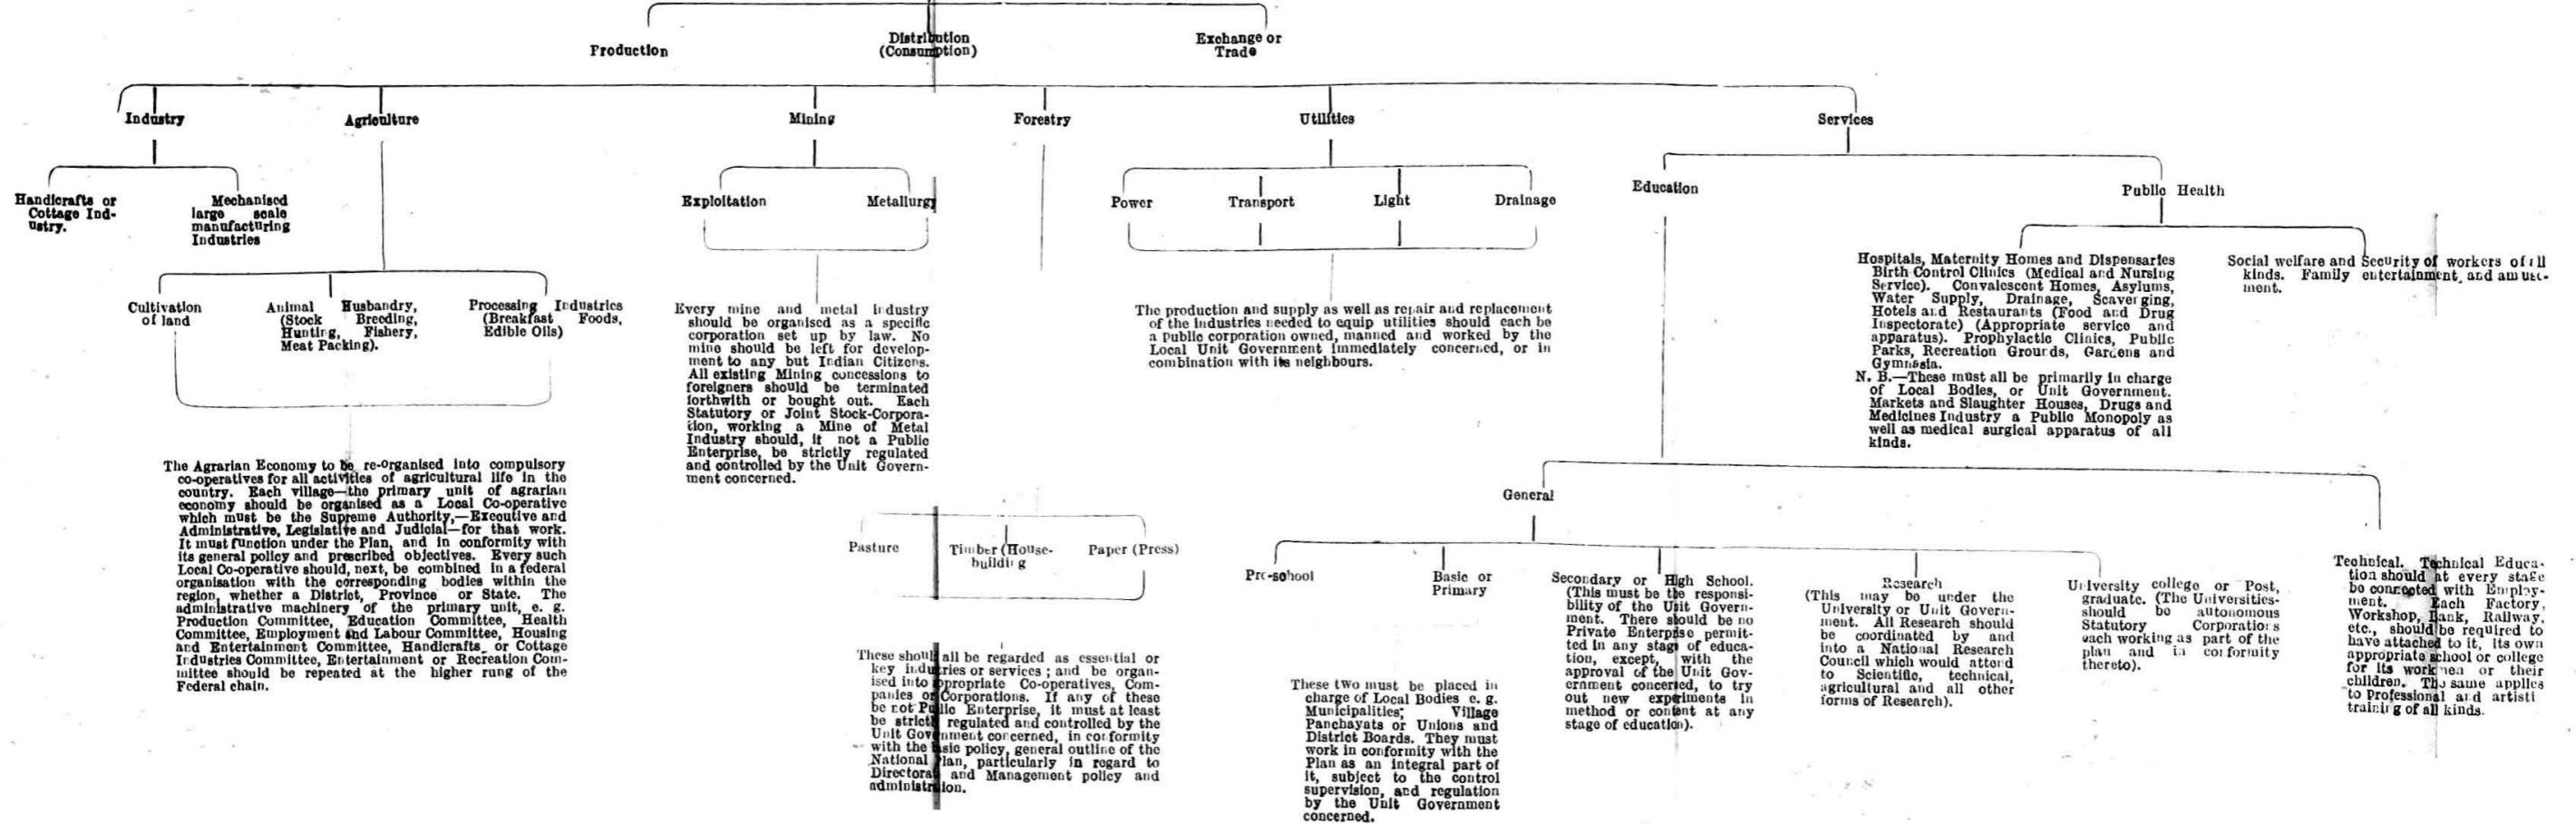 Production
Distribution
(Consumption)
Exchange or
Trade
Industry
Agriculture
Mining
Forestry
Utilities
Services
Handicrafts or
Cottage Ind-
ustry.
Mechanised
large scale
manufacturing
Industries
Exploitation
Metallurgy
Power
Transport
Light
Drainage
Education
Public Health
Cultivation
of land
Animal Husbandry,
(Stock Breeding,
Hunting, Fishery,
Meat Packing).
Processing Industries
(Breakfast Foods,
Edible Oils)
Every mine and metal industry
should be organised as a specific
corporation set up by law. No
mine should be left for develop-
ment to any but Indian Citizens.
All existing Mining concessions to
foreigners should be terminated
forthwith or bought out. Each
Statutory or Joint Stock-Corpora-
tion, working a Mine of Metal
Industry should, it not a Public
Enterprise, be strictly regulated
and controlled by the Unit Govern-
ment concerned.
The production and supply as well as repair and replacement
of the industries needed to equip utilities should each be
a Public corporation owned, manned and worked by the
Local Unit Government immediately concerned, or in
combination with its neighbours.
Hospitals, Maternity Homes and Dispensaries
Birth Control Clinics (Medical and Nursing
Service). Convalescent Homes, Asylums,
Water Supply, Drainage, Scavenging,
Hotels and Restaurants (Food and Drug
Inspectorate) (Appropriate service and
apparatus). Prophylactic Clinics, Public
Parks, Recreation Grounds, Gardens and
Gymnasia.
N. B.—These must all be primarily in charge
of Local Bodies, or Unit Government.
Markets and Slaughter Houses, Drugs and
Medicines Industry a Public Monopoly as
well as medical surgical apparatus of all
kinds.
Social welfare and Security of workers of all
kinds. Family entertainment, and amuse-
ment.
The Agrarian Economy to be re-organised into compulsory
co-operatives for all activities of agricultural life in the
country. Each village—the primary unit of agrarian
economy should be organised as a Local Co-operative
which must be the Supreme Authority,—Executive and
Administrative, Legislative and Judicial—for that work.
It must function under the Plan, and in conformity with
its general policy and prescribed objectives. Every such
Local Co-operative should, next, be combined in a federal
organisation with the corresponding bodies within the
region, whether a District, Province or State. The
administrative machinery of the primary unit, e. g.
Production Committee, Education Committee, Health
Committee, Employment and Labour Committee, Housing
and Entertainment Committee, Handicrafts or Cottage
Industries Committee, Entertainment or Recreation Com-
mittee should be repeated at the higher rung of the
Federal chain.
General
Pasture
Timber (House-
building
Paper (Press)
These should all be regarded as essential or
key industries or services; and be organ-
ised into appropriate Co-operatives, Com-
panies or Corporations. If any of these
be not Public Enterprise, it must at least
be strictly regulated and controlled by the
Unit Government concerned, in conformity
with the basic policy, general outline of the
National Plan, particularly in regard to
Directorat and Management policy and
administration.
Pre-school
Basic or
Primary
These two must be placed in
charge of Local Bodies e. g.
Municipalities; Village
Panchayats or Unions and
District Boards. They must
work in conformity with the
Plan as an integral part of
it, subject to the control
supervision, and regulation
by the Unit Government
concerned.
Secondary or High School.
(This must be the responsi-
bility of the Unit Govern-
ment. There should be no
Private Enterprise permit-
ted in any stage of educa-
tion, except, with the
approval of the Unit Gov-
ernment concerned, to try
out new experiments in
method or content at any
stage of education).
Research
(This may be under the
University or Unit Govern-
ment. All Research should
be coordinated by and
into a National Research
Council which would attend
to Scientific, technical,
agricultural and all other
forms of Research).
University college or Post,
graduate. (The Universities-
should be autonomous
Statutory Corporations
each working as part of the
plan and in conformity
thereto).
Technical. Technical Educa-
tion should at every stage
be connected with Employ-
ment. Each Factory,
Workshop, Bank, Railway,
etc., should be required to
have attached to it, its own
appropriate school or college
for its workmen or their
children. The same applies
to Professional and artisti
training of all kinds.